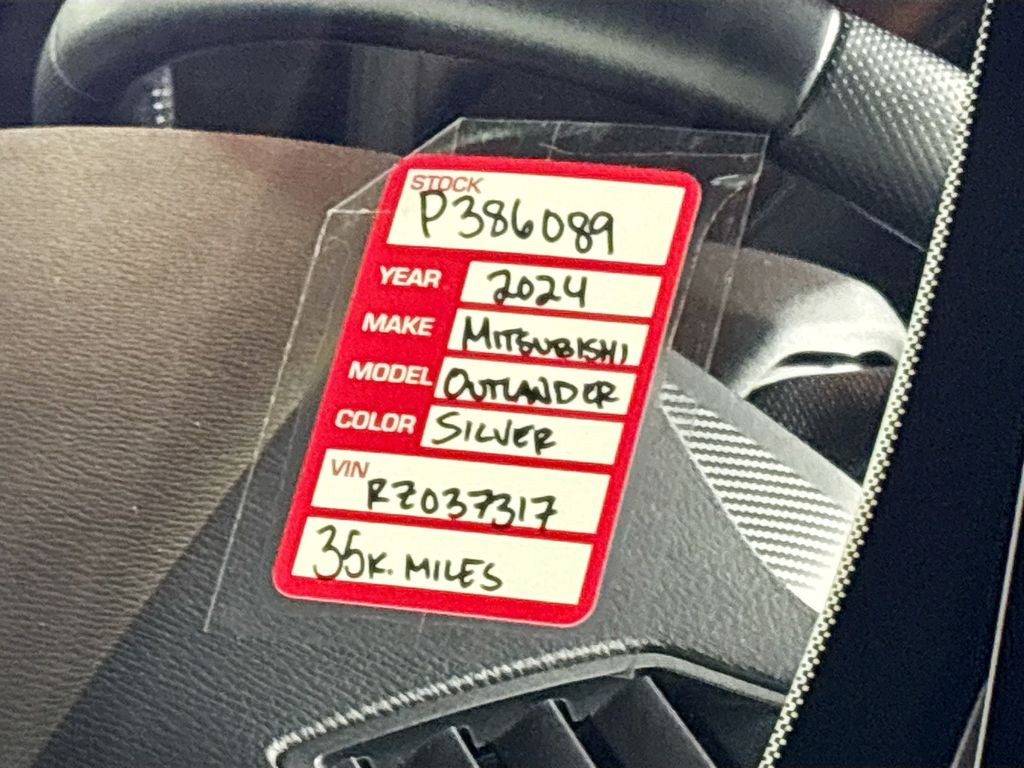 STOCK
P386089
YEAR 2024
MAKE MITSUBISHI
MODEL OUTLANDER
COLOR SILVER
VIN
RZ037317
35K. MILES